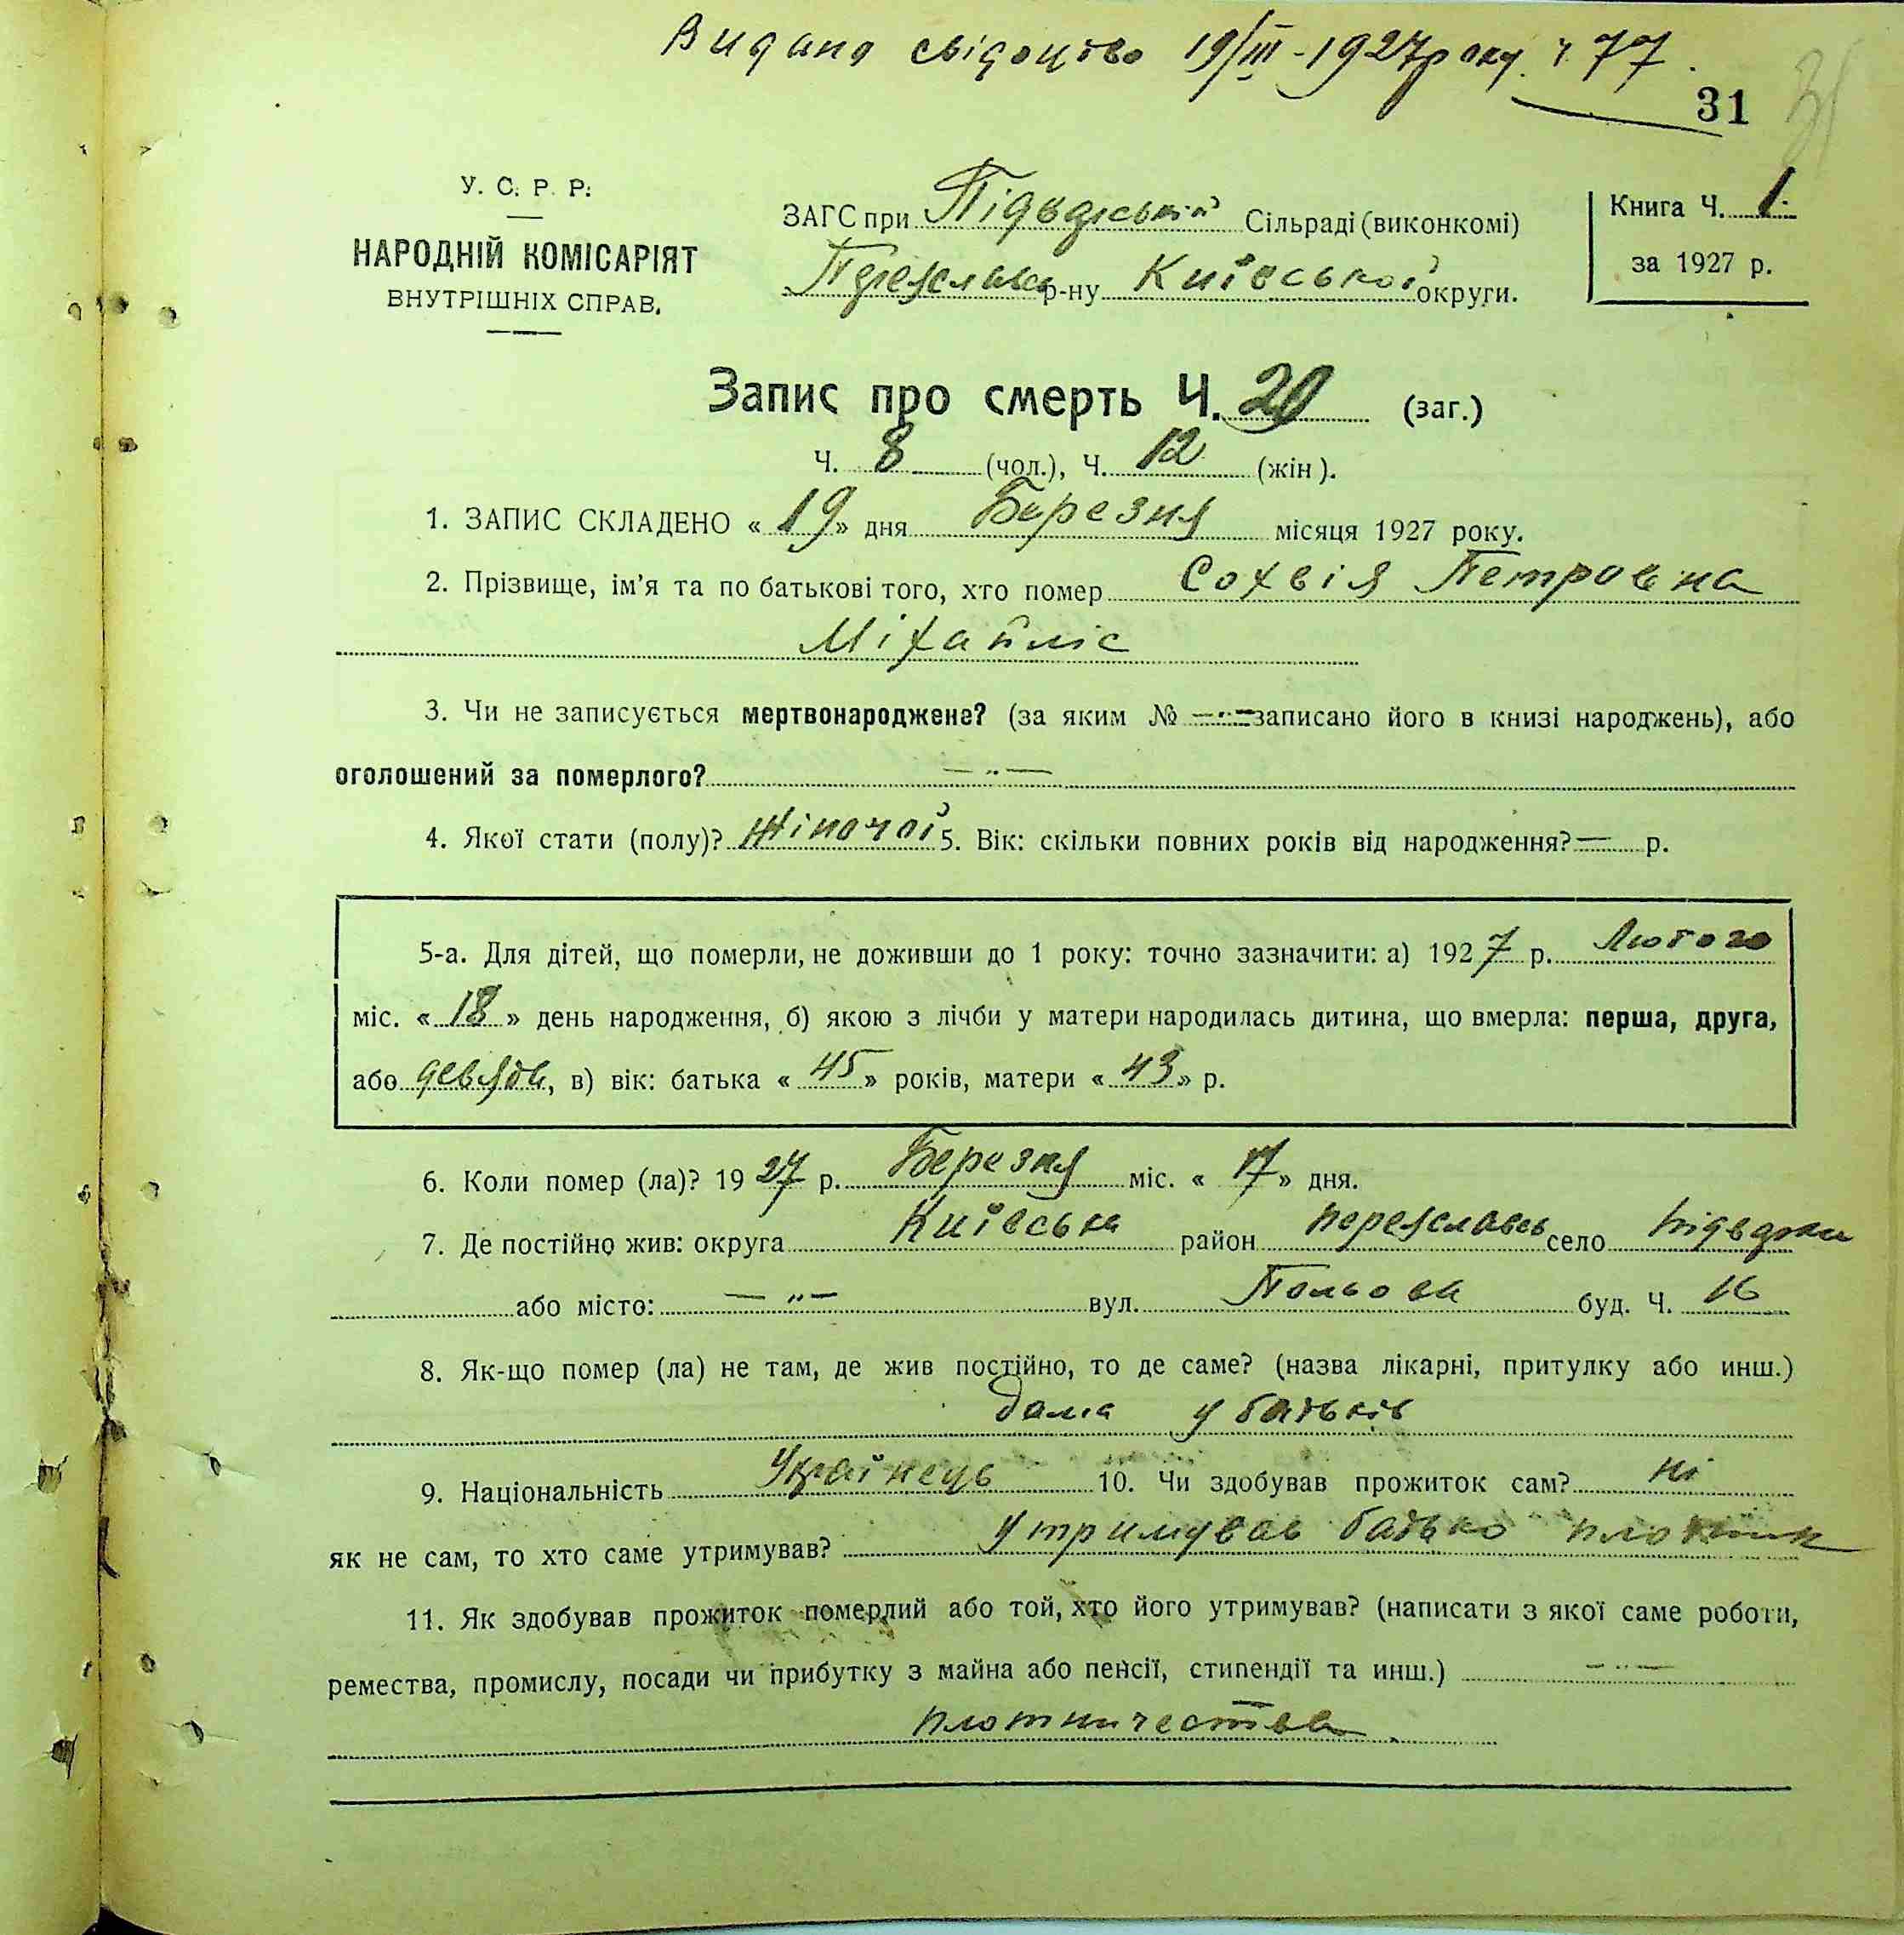 Видано свідоцтво 19/III-1927 року. Ч. 77.
31
31
У. С. Р. Р.
НАРОДНІЙ КОМІСАРІЯТ
ВНУТРІШНІХ СПРАВ.
ЗАГС при Підвдській Сільраді (виконкомі)
Переяславсь р-ну Київської округи.
Книга Ч. 1.
за 1927 р.
Запис про смерть Ч. 20 (заг.)
Ч. 8 (чол.), Ч. 12 (жін).
1. ЗАПИС СКЛАДЕНО «19» дня Березня місяця 1927 року.
2. Прізвище, ім'я та по батькові того, хто помер Сохвія Петровна
Міхайліс
3. Чи не записується мертвонароджене? (за яким № —"— записано його в книзі народжень), або
оголошений за померлого? —"—
4. Якої стати (полу)? Жіночої 5. Вік: скільки повних років від народження? — р.
5-а. Для дітей, що померли, не доживши до 1 року: точно зазначити: а) 1927 р. Лютого
міс. «18» день народження, б) якою з лічби у матери народилась дитина, що вмерла: перша, друга,
або девята, в) вік: батька «45» років, матери «43» р.
6. Коли помер (ла)? 1927 р. Березня міс. «17» дня.
7. Де постійно жив: округа Київська район Переяславсь село Підвдки
або місто: —"— вул. Польова буд. Ч. 16
8. Як-що помер (ла) не там, де жив постійно, то де саме? (назва лікарні, притулку або инш.)
дома у батьків
9. Національність Українець 10. Чи здобував прожиток сам? ні
як не сам, то хто саме утримував? утримував батько плотник
11. Як здобував прожиток померлий або той, хто його утримував? (написати з якої саме роботи,
ремества, промислу, посади чи прибутку з майна або пенсії, стипендії та инш.) —"—
плотничества.